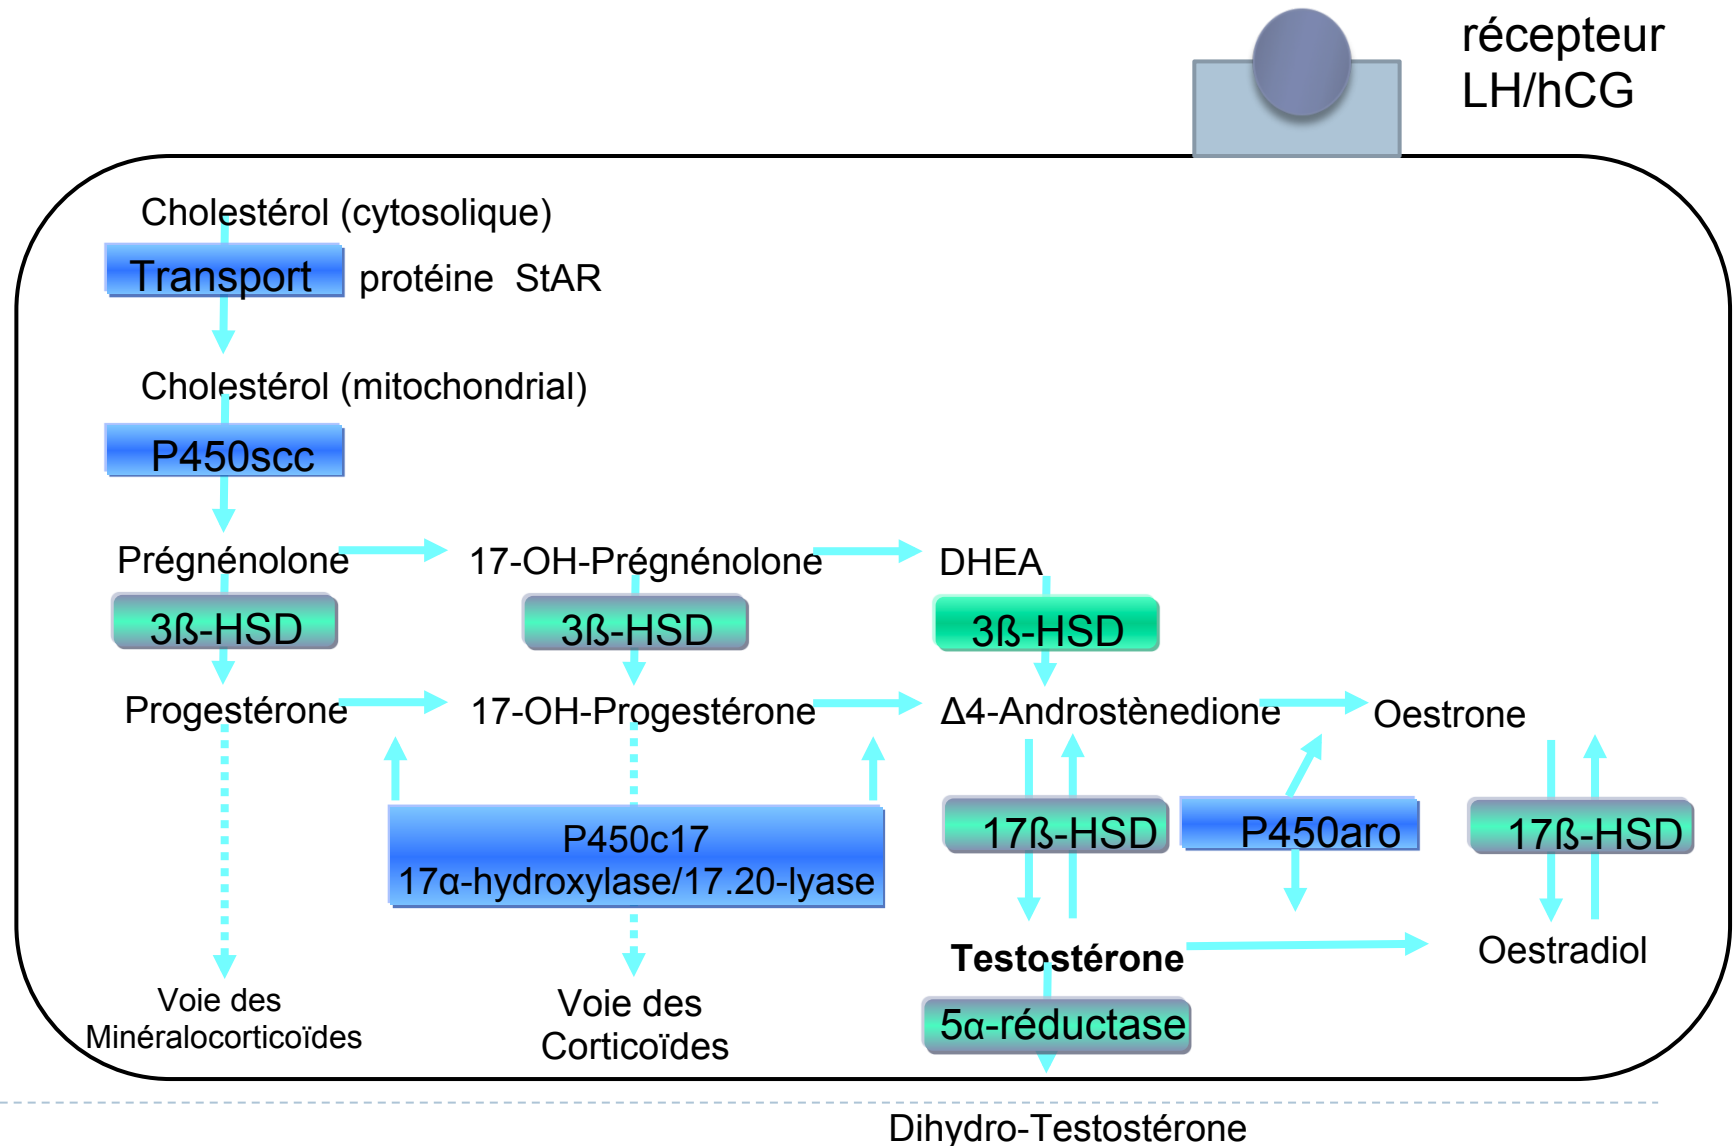 récepteur
LH/hCG
Cholestérol (cytosolique)
Transport protéine StAR
Cholestérol (mitochondrial)
P450scc
Prégnénolone 17-OH-Prégnénolone DHEA
3ß-HSD 3ß-HSD 3ß-HSD
Progestérone 17-OH-Progestérone Δ4-Androstènedione Oestrone
P450c17
17α-hydroxylase/17.20-lyase
17ß-HSD P450aro 17ß-HSD
Testostérone Oestradiol
Voie des
Minéralocorticoïdes
Voie des
Corticoïdes
5α-réductase
Dihydro-Testostérone